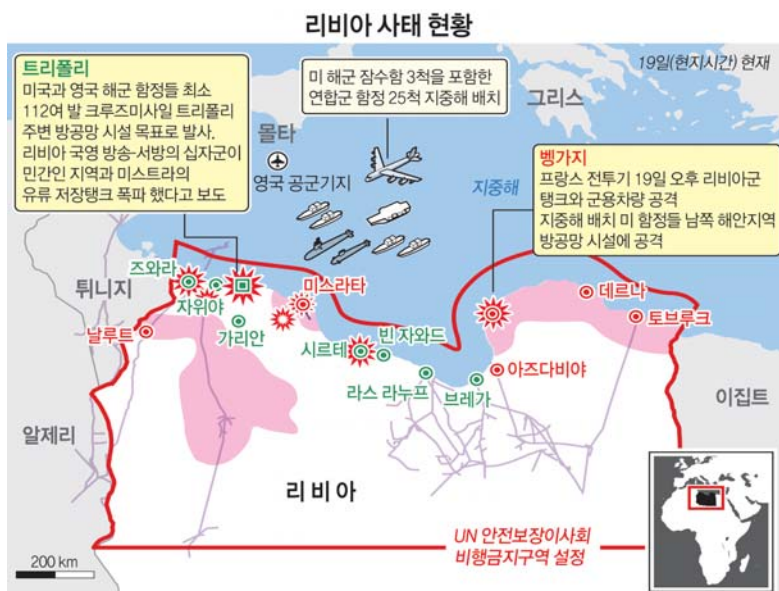 리비아 사태 현황
19일(현지시간) 현재
트리폴리
미국과 영국 해군 함정들 최소
112여 발 크루즈미사일 트리폴리
주변 방공망 시설 목표로 발사.
리비아 국영 방송-서방의 십자군이
민간인 지역과 미스트라의
유류 저장탱크 폭파 했다고 보도
미 해군 잠수함 3척을 포함한
연합군 함정 25척 지중해 배치
그리스
몰타
영국 공군기지
지중해
벵가지
프랑스 전투기 19일 오후 리비아군
탱크와 군용차량 공격
지중해 배치 미 함정들 남쪽 해안지역
방공망 시설에 공격
튀니지
즈와라
자위야
날루트
가리안
미스라타
시르테
빈 자와드
라스 라누프
브레가
아즈다비야
데르나
토브루크
이집트
알제리
리비아
UN 안전보장이사회
비행금지구역 설정
200 km